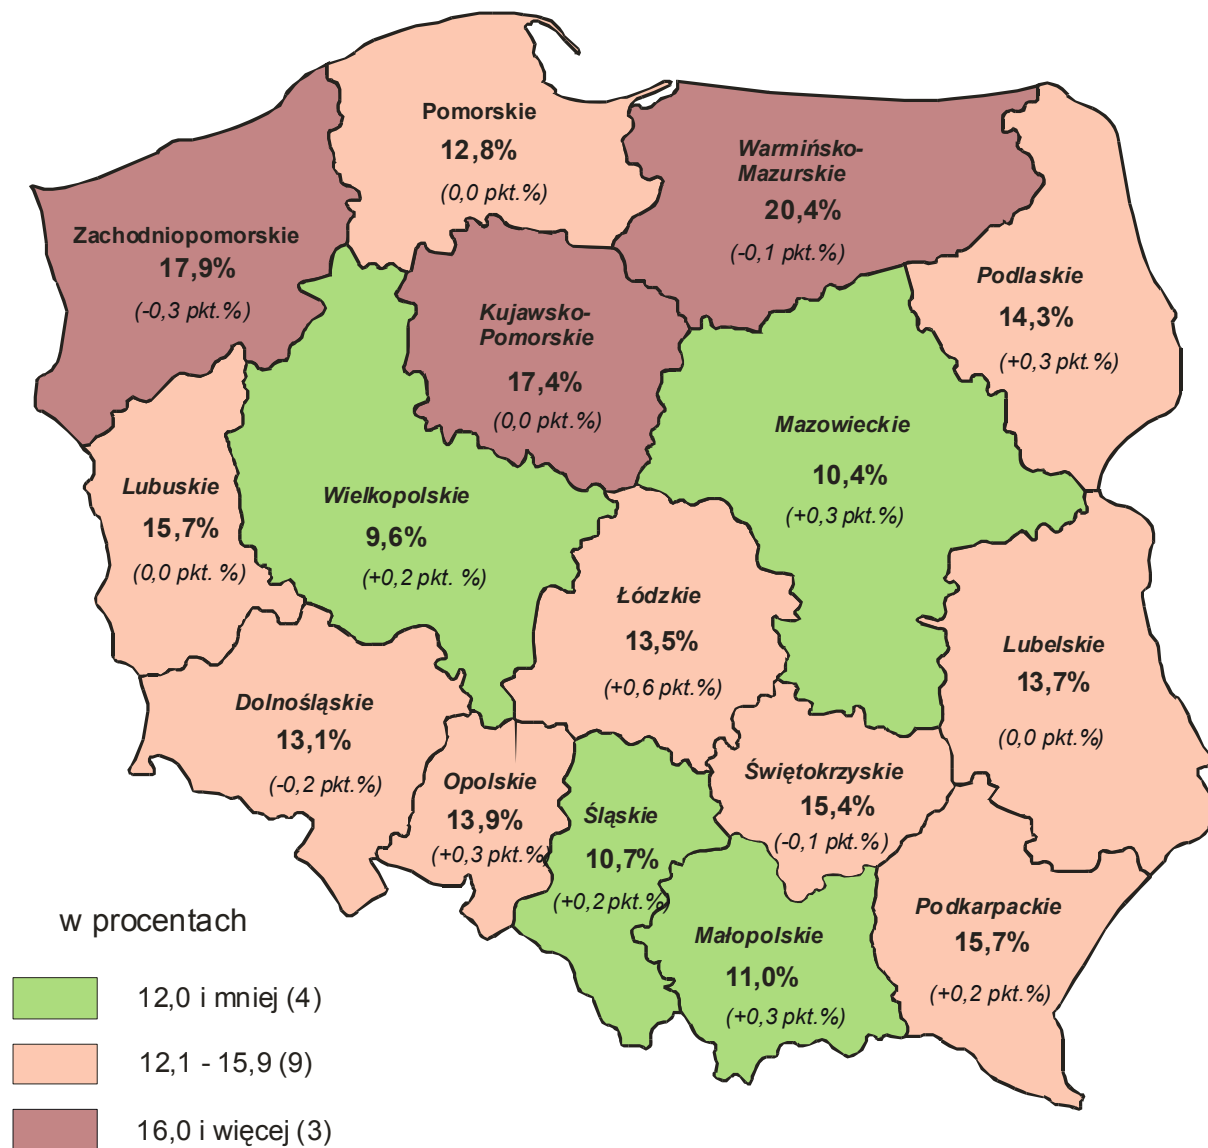 Pomorskie
12,8%
(0,0 pkt.%)
Warmińsko-
Mazurskie
20,4%
(-0,1 pkt.%)
Zachodniopomorskie
17,9%
(-0,3 pkt.%)
Podlaskie
14,3%
(+0,3 pkt.%)
Kujawsko-
Pomorskie
17,4%
(0,0 pkt.%)
Mazowieckie
10,4%
(+0,3 pkt.%)
Lubuskie
15,7%
(0,0 pkt. %)
Wielkopolskie
9,6%
(+0,2 pkt. %)
Łódzkie
13,5%
(+0,6 pkt.%)
Lubelskie
13,7%
(0,0 pkt.%)
Dolnośląskie
13,1%
(-0,2 pkt.%)
Opolskie
13,9%
(+0,3 pkt.%)
Śląskie
10,7%
(+0,2 pkt.%)
Świętokrzyskie
15,4%
(-0,1 pkt.%)
Małopolskie
11,0%
(+0,3 pkt.%)
Podkarpackie
15,7%
(+0,2 pkt.%)
w procentach
12,0 i mniej (4)
12,1 - 15,9 (9)
16,0 i więcej (3)